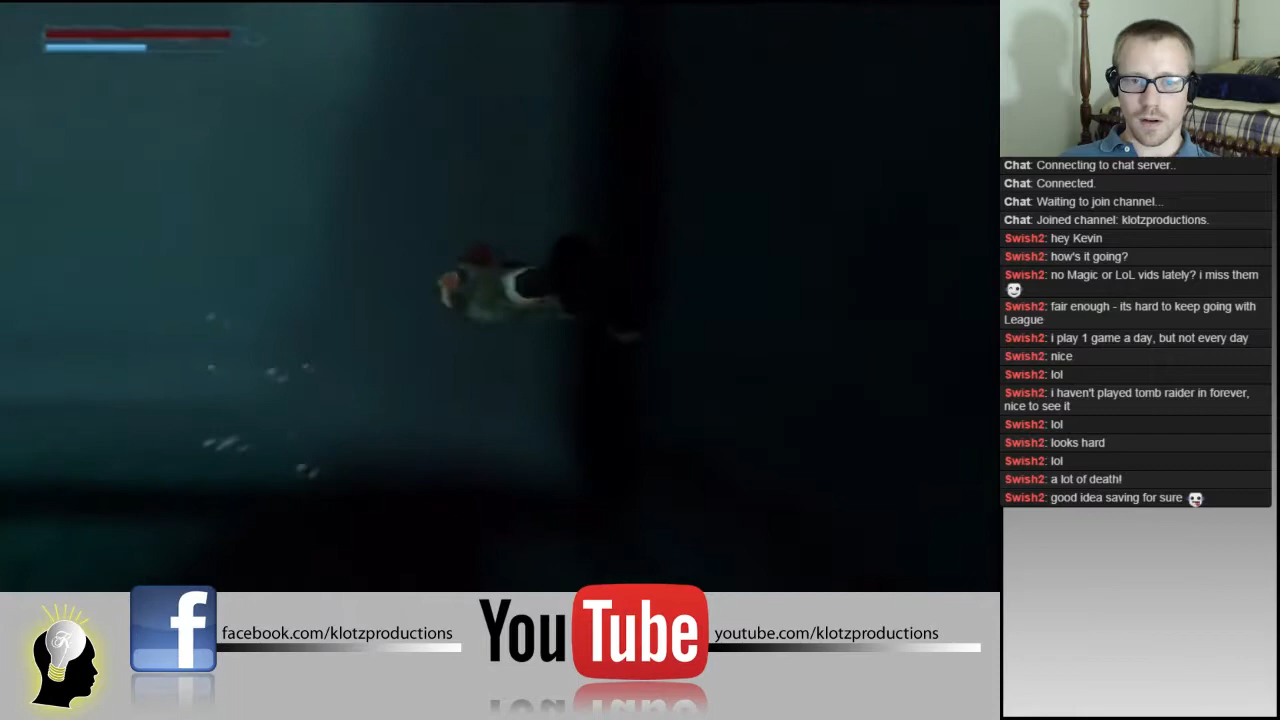 Chat: Connecting to chat server..
Chat: Connected.
Chat: Waiting to join channel...
Chat: Joined channel: klotzproductions.
Swish2: hey Kevin
Swish2: how's it going?
Swish2: no Magic or LoL vids lately? i miss them
Swish2: fair enough - its hard to keep going with
League
Swish2: i play 1 game a day, but not every day
Swish2: nice
Swish2: lol
Swish2: i haven't played tomb raider in forever,
nice to see it
Swish2: lol
Swish2: looks hard
Swish2: lol
Swish2: a lot of death!
Swish2: good idea saving for sure
f
facebook.com/klotzproductions
YouTube
youtube.com/klotzproductions